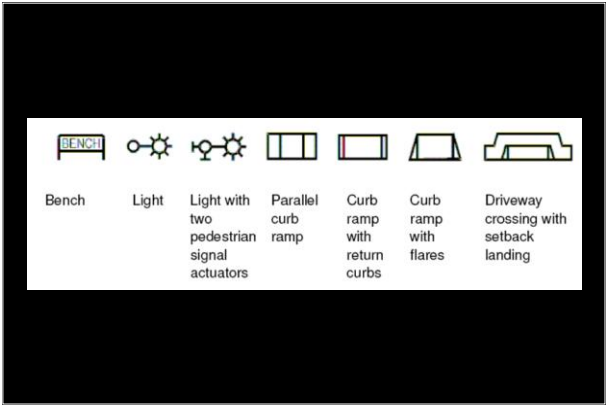 BENCH
Bench
Light
Light with
two
pedestrian
signal
actuators
Parallel
curb
ramp
Curb
ramp
with
return
curbs
Curb
ramp
with
flares
Driveway
crossing with
setback
landing